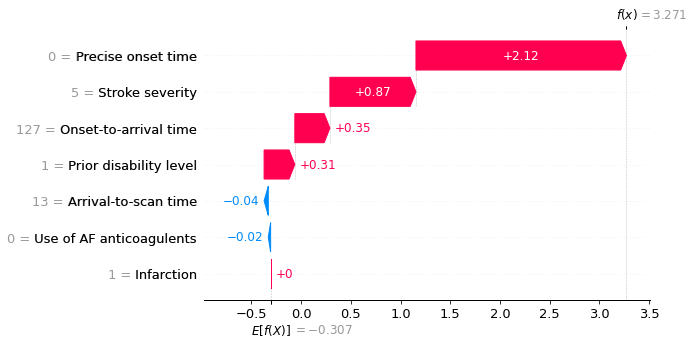 f(x) = 3.271
0 = Precise onset time
+2.12
5 = Stroke severity
+0.87
127 = Onset-to-arrival time
+0.35
1 = Prior disability level
+0.31
13 = Arrival-to-scan time
−0.04
0 = Use of AF anticoagulents
−0.02
1 = Infarction
+0
−0.5 0.0 0.5 1.0 1.5 2.0 2.5 3.0 3.5
E[f(X)] = −0.307